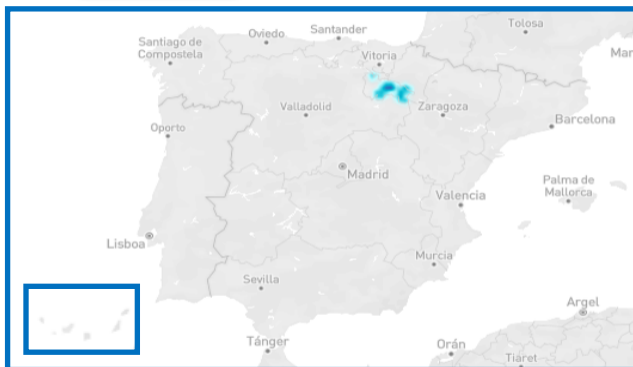 Tolosa
Santander
Oviedo
Santiago de
Compostela
Vitoria
Mar
Valladolid
Zaragoza
Barcelona
Oporto
Madrid
Palma de
Mallorca
Valencia
Lisboa
Murcia
Sevilla
Argel
Tánger
Orán
Tiaret